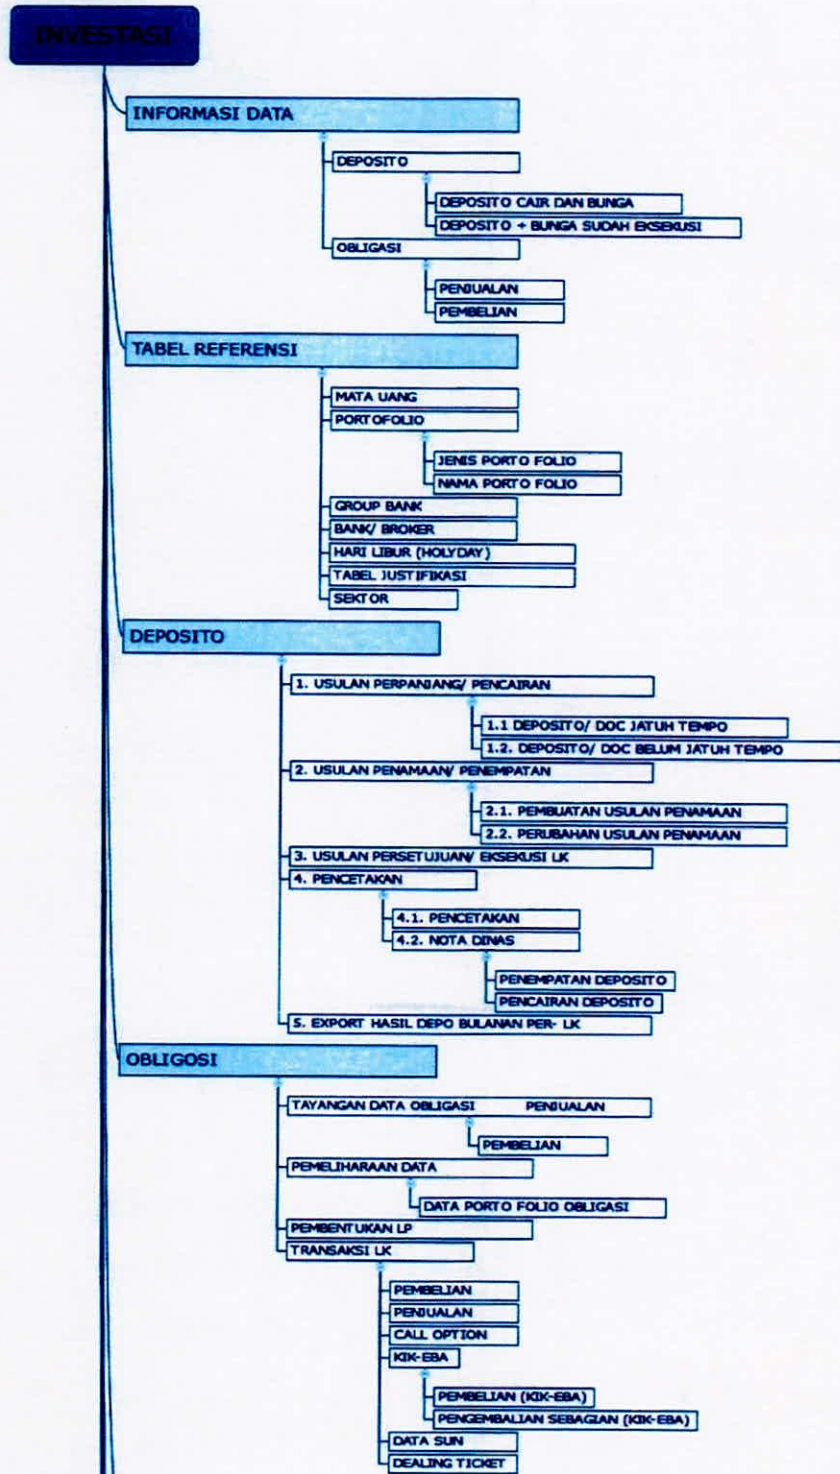 INVESTASI
INFORMASI DATA
DEPOSITO
DEPOSITO CAIR DAN BUNGA
DEPOSITO + BUNGA SUDAH EKSEKUSI
OBLIGASI
PENJUALAN
PEMBELIAN
TABEL REFERENSI
MATA UANG
PORTOFOLIO
JENIS PORTO FOLIO
NAMA PORTO FOLIO
GROUP BANK
BANK/ BROKER
HARI LIBUR (HOLYDAY)
TABEL JUSTIFIKASI
SEKTOR
DEPOSITO
1. USULAN PERPANJANG/ PENCAIRAN
1.1 DEPOSITO/ DOC JATUH TEMPO
1.2. DEPOSITO/ DOC BELUM JATUH TEMPO
2. USULAN PENAMAAN/ PENEMPATAN
2.1. PEMBUATAN USULAN PENAMAAN
2.2. PERUBAHAN USULAN PENAMAAN
3. USULAN PERSETUJUAN/ EKSEKUSI LK
4. PENCETAKAN
4.1. PENCETAKAN
4.2. NOTA DINAS
PENEMPATAN DEPOSITO
PENCAIRAN DEPOSITO
5. EXPORT HASIL DEPO BULANAN PER- LK
OBLIGOSI
TAYANGAN DATA OBLIGASI PENJUALAN
PEMBELIAN
PEMELIHARAAN DATA
DATA PORTO FOLIO OBLIGASI
PEMBENTUKAN LP
TRANSAKSI LK
PEMBELIAN
PENJUALAN
CALL OPTION
KIK-EBA
PEMBELIAN (KIK-EBA)
PENGEMBALIAN SEBAGIAN (KIK-EBA)
DATA SUN
DEALING TICKET